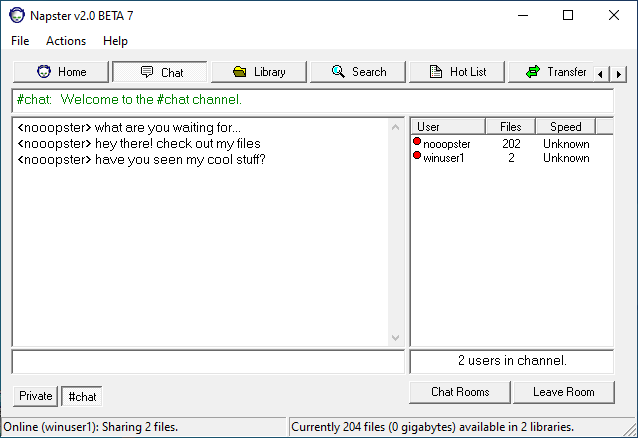 Napster v2.0 BETA 7
File Actions Help
Home Chat Library Search Hot List Transfer
#chat: Welcome to the #chat channel.
<nooopster> what are you waiting for...
<nooopster> hey there! check out my files
<nooopster> have you seen my cool stuff?
User Files Speed
nooopster 202 Unknown
winuser1 2 Unknown
2 users in channel.
Private #chat
Chat Rooms Leave Room
Online (winuser1): Sharing 2 files.
Currently 204 files (0 gigabytes) available in 2 libraries.